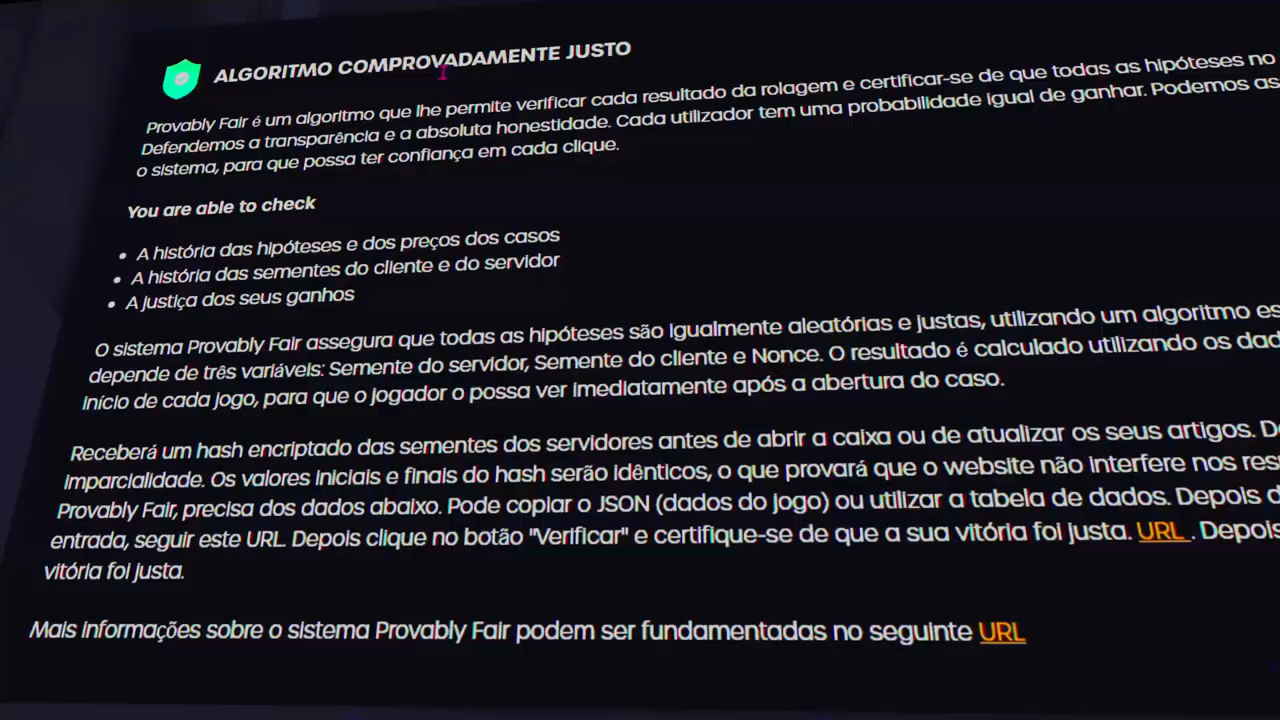 ALGORITMO COMPROVADAMENTE JUSTO
Provably Fair é um algoritmo que lhe permite verificar cada resultado da rolagem e certificar-se de que todas as hipóteses no
Defendemos a transparência e a absoluta honestidade. Cada utilizador tem uma probabilidade igual de ganhar. Podemos as
o sistema, para que possa ter confiança em cada clique.
You are able to check
• A história das hipóteses e dos preços dos casos
• A história das sementes do cliente e do servidor
• A justiça dos seus ganhos
O sistema Provably Fair assegura que todas as hipóteses são igualmente aleatórias e justas, utilizando um algoritmo es
depende de três variáveis: Semente do servidor, Semente do cliente e Nonce. O resultado é calculado utilizando os dad
início de cada jogo, para que o jogador o possa ver imediatamente após a abertura do caso.
Receberá um hash encriptado das sementes dos servidores antes de abrir a caixa ou de atualizar os seus artigos. De
imparcialidade. Os valores iniciais e finais do hash serão idênticos, o que provará que o website não interfere nos resu
Provably Fair, precisa dos dados abaixo. Pode copiar o JSON (dados do jogo) ou utilizar a tabela de dados. Depois d
entrada, seguir este URL. Depois clique no botão "Verificar" e certifique-se de que a sua vitória foi justa. URL . Depois
vitória foi justa.
Mais informações sobre o sistema Provably Fair podem ser fundamentadas no seguinte URL